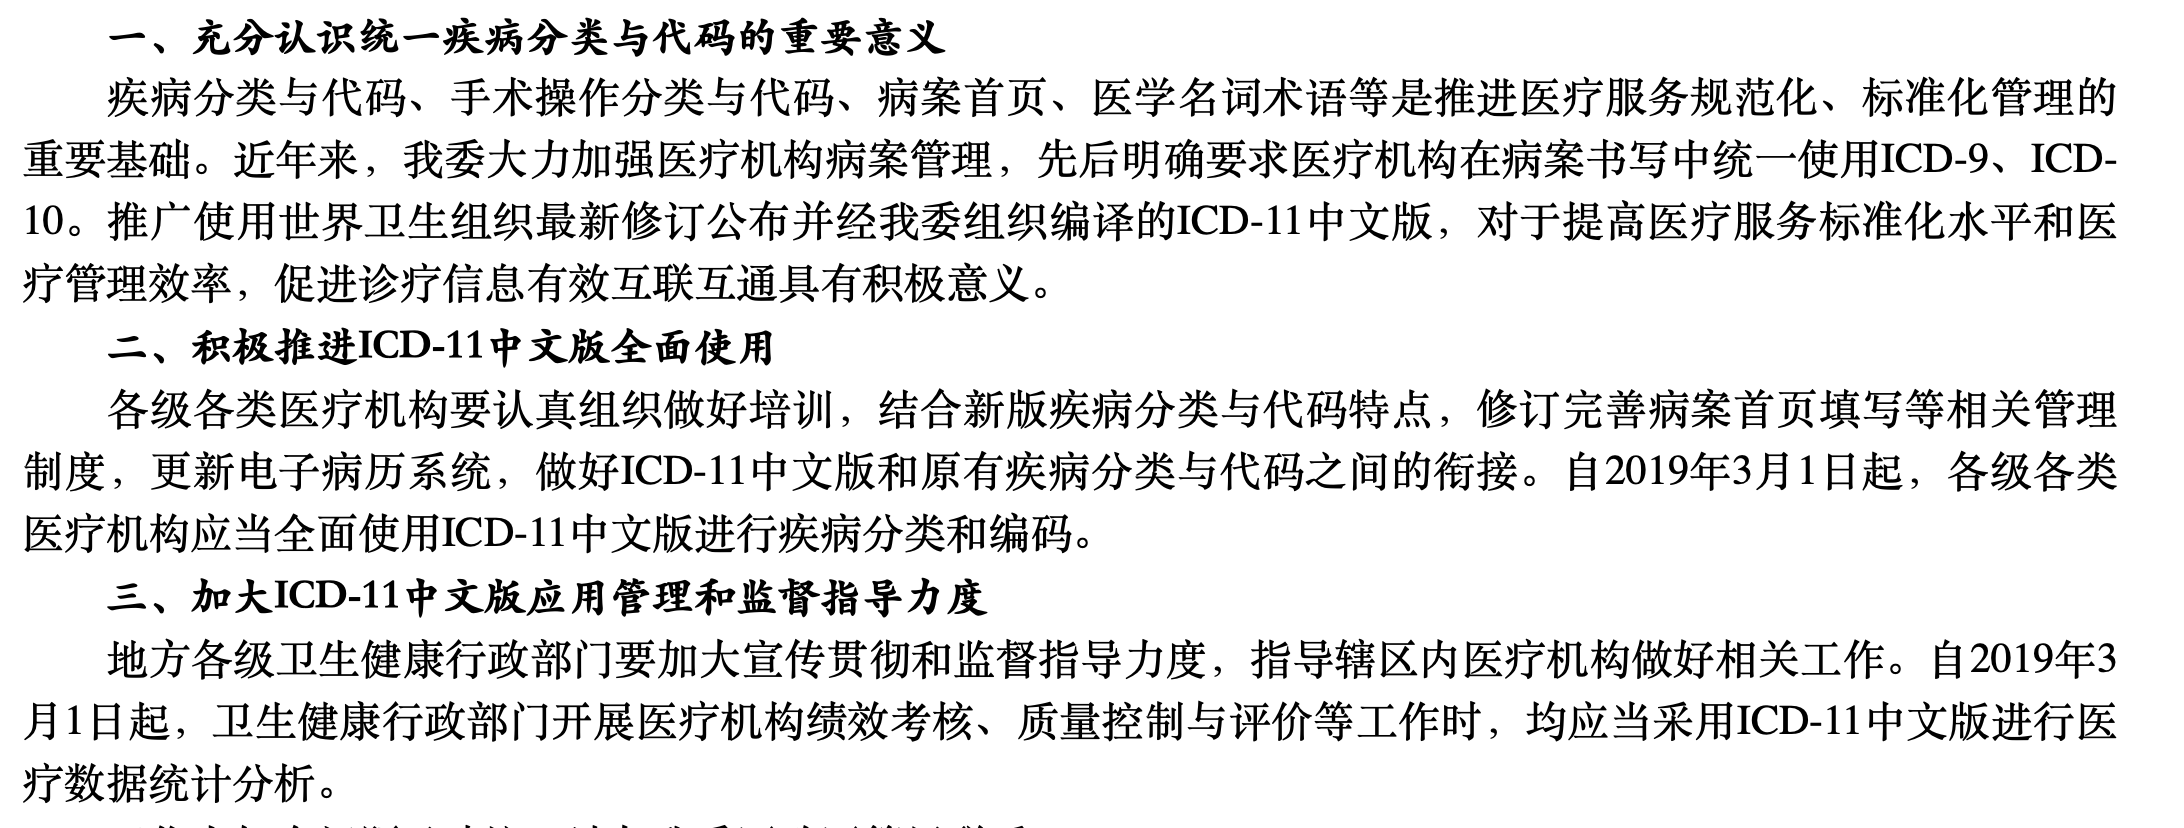 一、充分认识统一疾病分类与代码的重要意义
疾病分类与代码、手术操作分类与代码、病案首页、医学名词术语等是推进医疗服务规范化、标准化管理的
重要基础。近年来，我委大力加强医疗机构病案管理，先后明确要求医疗机构在病案书写中统一使用ICD-9、ICD-
10。推广使用世界卫生组织最新修订公布并经我委组织编译的ICD-11中文版，对于提高医疗服务标准化水平和医
疗管理效率，促进诊疗信息有效互联互通具有积极意义。
二、积极推进ICD-11中文版全面使用
各级各类医疗机构要认真组织做好培训，结合新版疾病分类与代码特点，修订完善病案首页填写等相关管理
制度，更新电子病历系统，做好ICD-11中文版和原有疾病分类与代码之间的衔接。自2019年3月1日起，各级各类
医疗机构应当全面使用ICD-11中文版进行疾病分类和编码。
三、加大ICD-11中文版应用管理和监督指导力度
地方各级卫生健康行政部门要加大宣传贯彻和监督指导力度，指导辖区内医疗机构做好相关工作。自2019年3
月1日起，卫生健康行政部门开展医疗机构绩效考核、质量控制与评价等工作时，均应当采用ICD-11中文版进行医
疗数据统计分析。